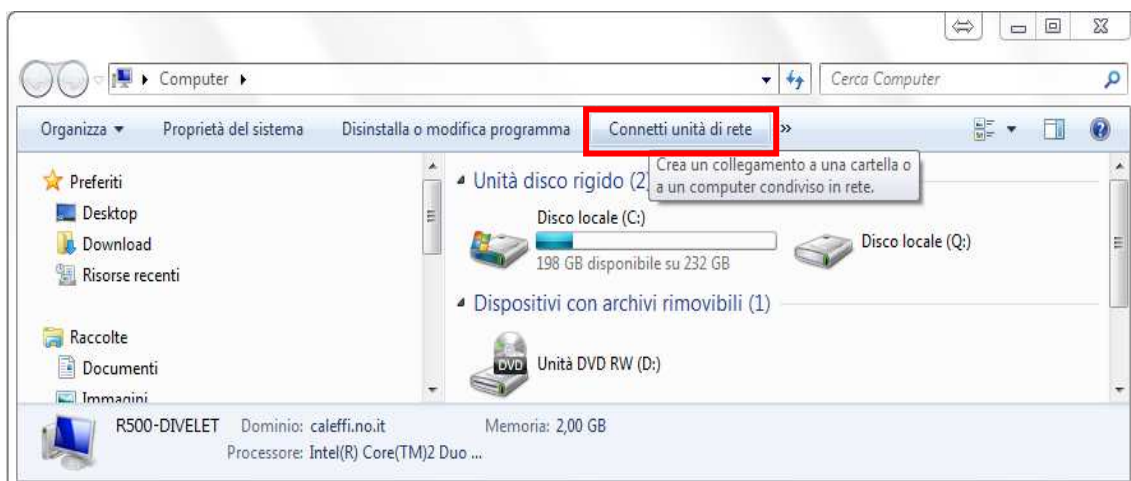 Computer
Cerca Computer
Organizza
Proprietà del sistema
Disinstalla o modifica programma
Connetti unità di rete
»
Crea un collegamento a una cartella o
a un computer condiviso in rete.
Preferiti
Desktop
Download
Risorse recenti
Raccolte
Documenti
Immagini
Unità disco rigido (2)
Disco locale (C:)
198 GB disponibile su 232 GB
Disco locale (Q:)
Dispositivi con archivi rimovibili (1)
DVD
Unità DVD RW (D:)
R500-DIVELET Dominio: caleffi.no.it Memoria: 2,00 GB
Processore: Intel(R) Core(TM)2 Duo ...